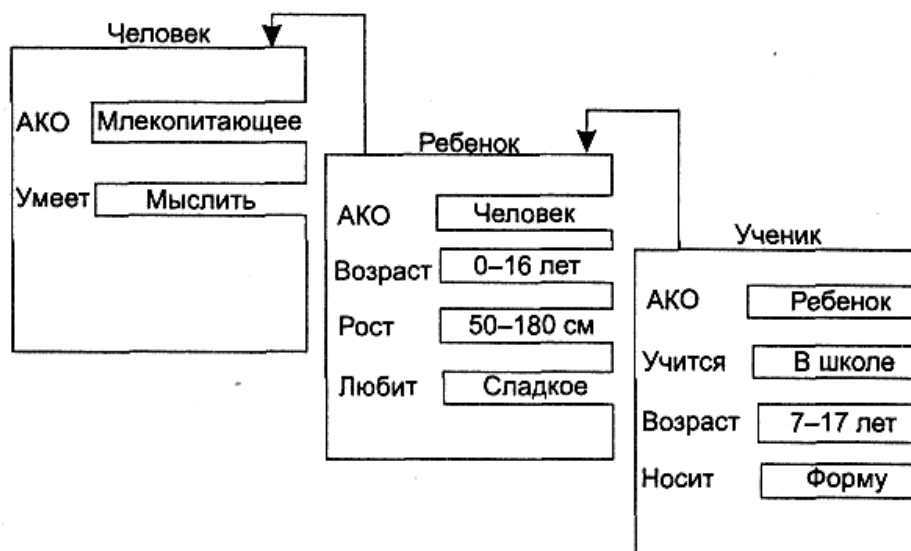 Человек
АКО Млекопитающее
Умеет Мыслить
Ребенок
АКО Человек
Возраст 0–16 лет
Рост 50–180 см
Любит Сладкое
Ученик
АКО Ребенок
Учится В школе
Возраст 7–17 лет
Носит Форму